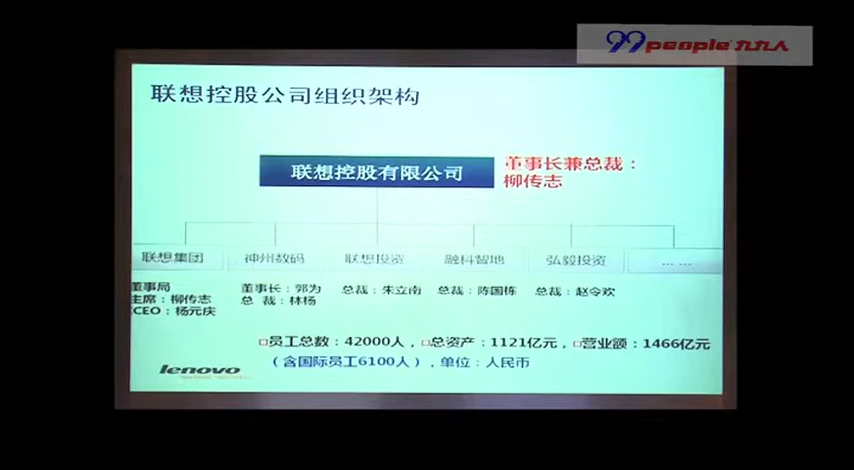 99people 九九人
联想控股公司组织架构
联想控股有限公司
董事长兼总裁：
柳传志
联想集团 神州数码 联想投资 融科智地 弘毅投资 ... ...
董事局
主席：柳传志
CEO：杨元庆
董事长：郭为
总 裁：林杨
总裁：朱立南
总裁：陈国栋
总裁：赵令欢
□员工总数：42000人，□总资产：1121亿元，□营业额：1466亿元
（含国际员工6100人），单位：人民币
lenovo